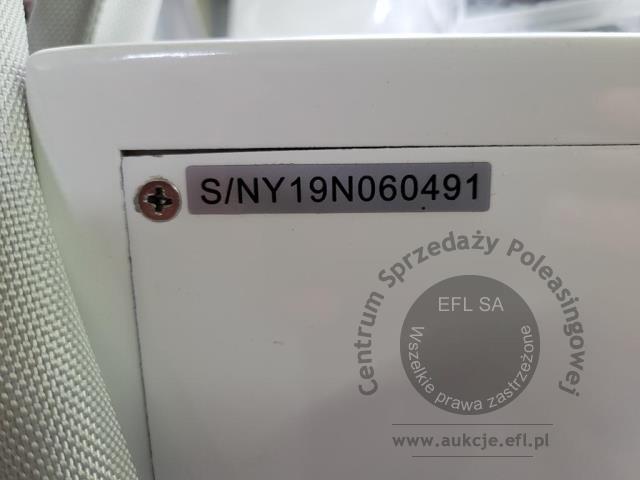 S/NY19N060491
Centrum Sprzedaży Poleasingowej
EFL SA
Wszelkie prawa zastrzeżone
www.aukcje.efl.pl